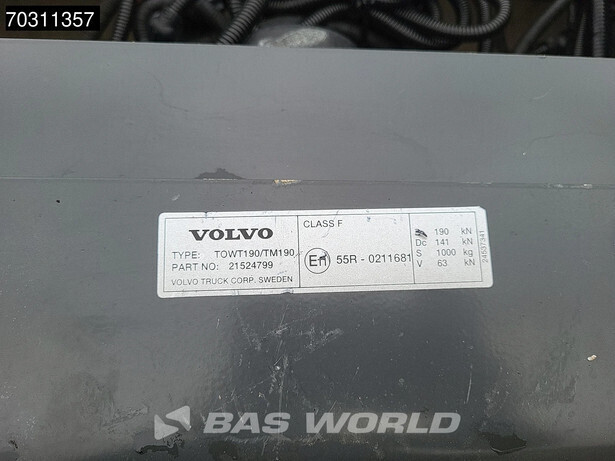 70311357
VOLVO
TYPE: TOWT190/TM190
PART NO: 21524799
VOLVO TRUCK CORP. SWEDEN
CLASS F
55R - 0211681
190 kN
Dc 141 kN
S 1000 kg
V 63 kN
24537341
BAS WORLD